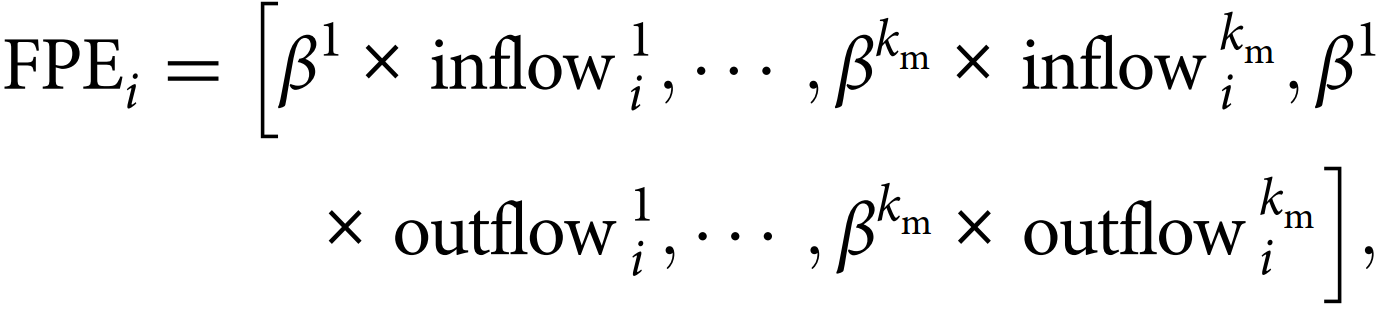 FPE_i = [β^1 × inflow_i^1, ⋯ , β^{k_m} × inflow_i^{k_m}, β^1
× outflow_i^1, ⋯ , β^{k_m} × outflow_i^{k_m}],